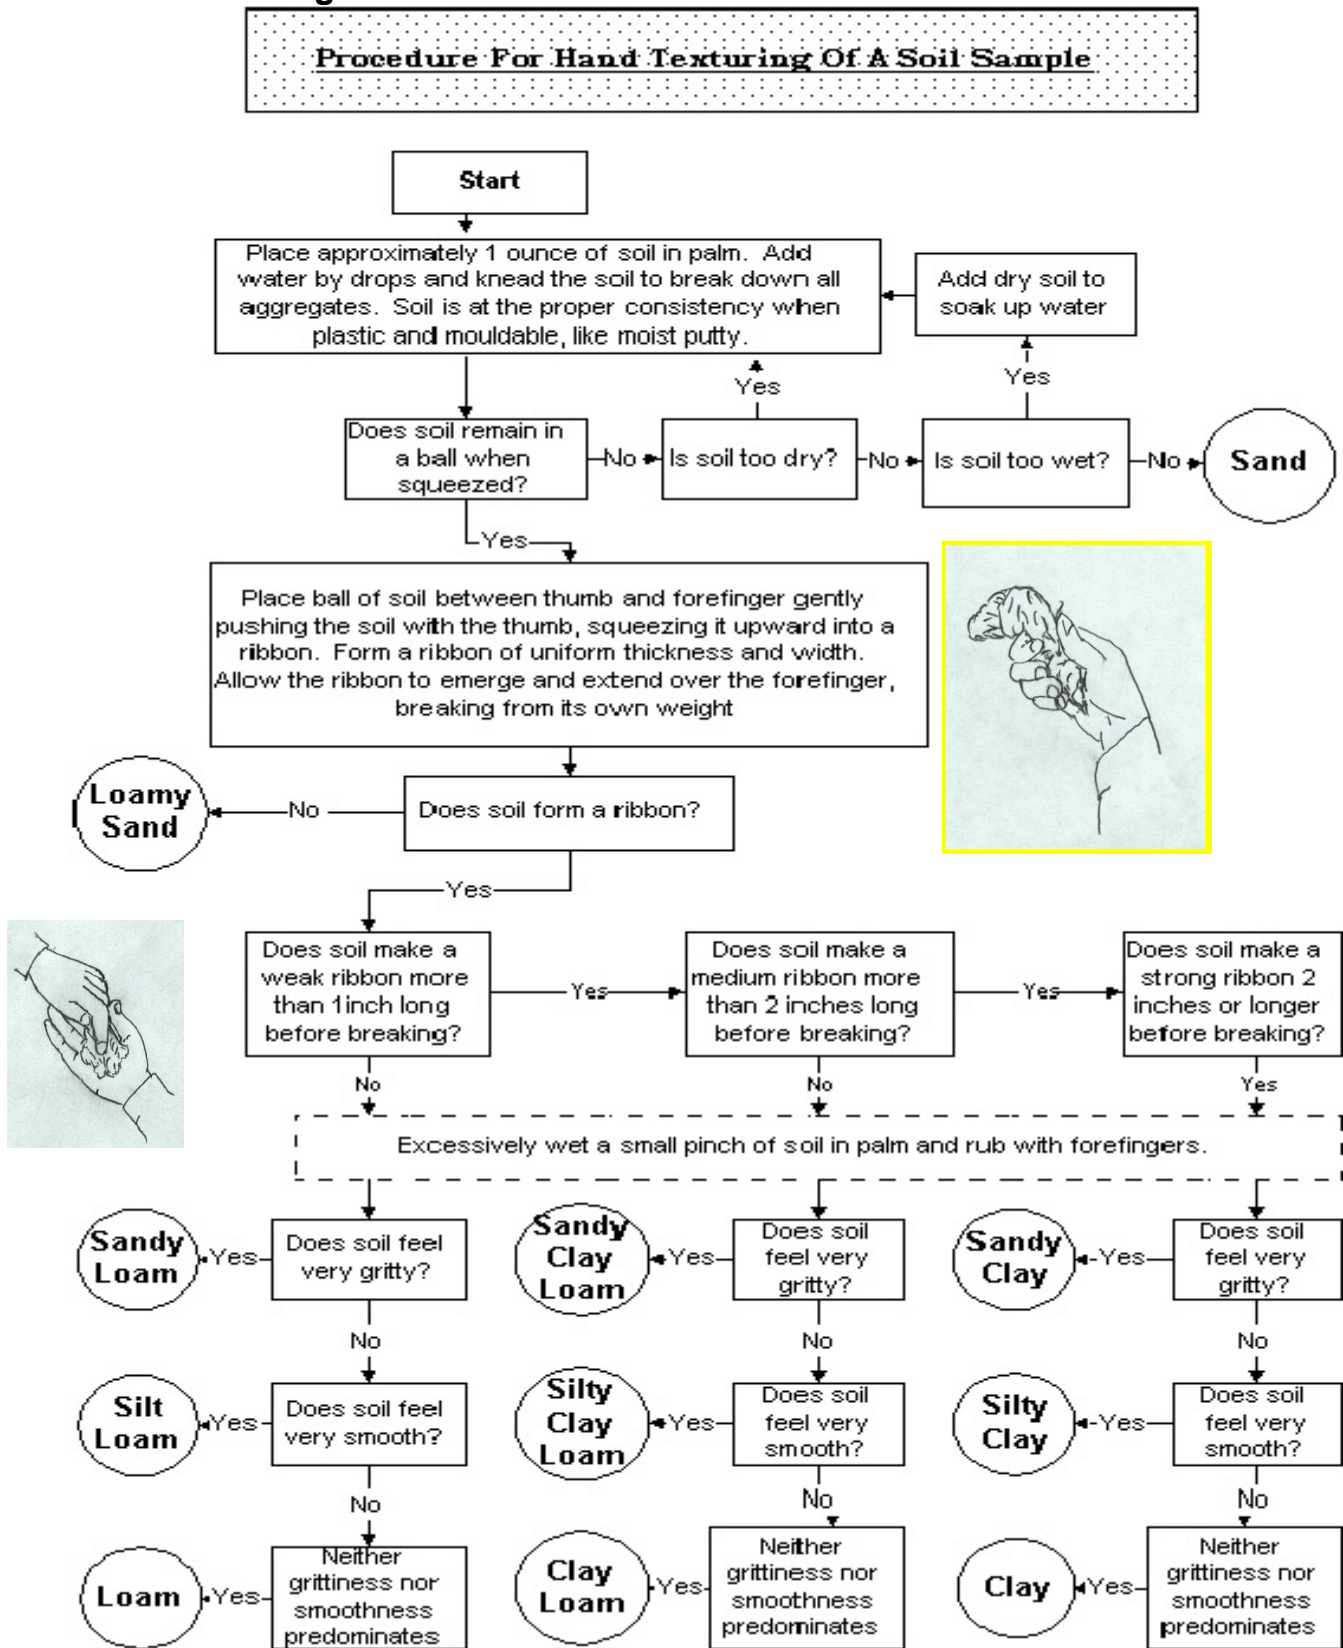 Procedure For Hand Texturing Of A Soil Sample
Start
Place approximately 1 ounce of soil in palm. Add
water by drops and knead the soil to break down all
aggregates. Soil is at the proper consistency when
plastic and mouldable, like moist putty.
Add dry soil to
soak up water
Yes
Yes
Does soil remain in
a ball when
squeezed?
No
Is soil too dry?
No
Is soil too wet?
No
Sand
Yes
Place ball of soil between thumb and forefinger gently
pushing the soil with the thumb, squeezing it upward into a
ribbon. Form a ribbon of uniform thickness and width.
Allow the ribbon to emerge and extend over the forefinger,
breaking from its own weight
Loamy
Sand
No
Does soil form a ribbon?
Yes
Does soil make a
weak ribbon more
than 1inch long
before breaking?
Yes
Does soil make a
medium ribbon more
than 2 inches long
before breaking?
Yes
Does soil make a
strong ribbon 2
inches or longer
before breaking?
No
No
Yes
Excessively wet a small pinch of soil in palm and rub with forefingers.
Sandy
Loam
Yes
Does soil feel
very gritty?
Sandy
Clay
Loam
Yes
Does soil
feel very
gritty?
Sandy
Clay
Yes
Does soil
feel very
gritty?
No
No
No
Silt
Loam
Yes
Does soil feel
very smooth?
Silty
Clay
Loam
Yes
Does soil
feel very
smooth?
Silty
Clay
Yes
Does soil
feel very
smooth?
No
No
No
Loam
Yes
Neither
grittiness nor
smoothness
predominates
Clay
Loam
Yes
Neither
grittiness nor
smoothness
predominates
Clay
Yes
Neither
grittiness nor
smoothness
predominates